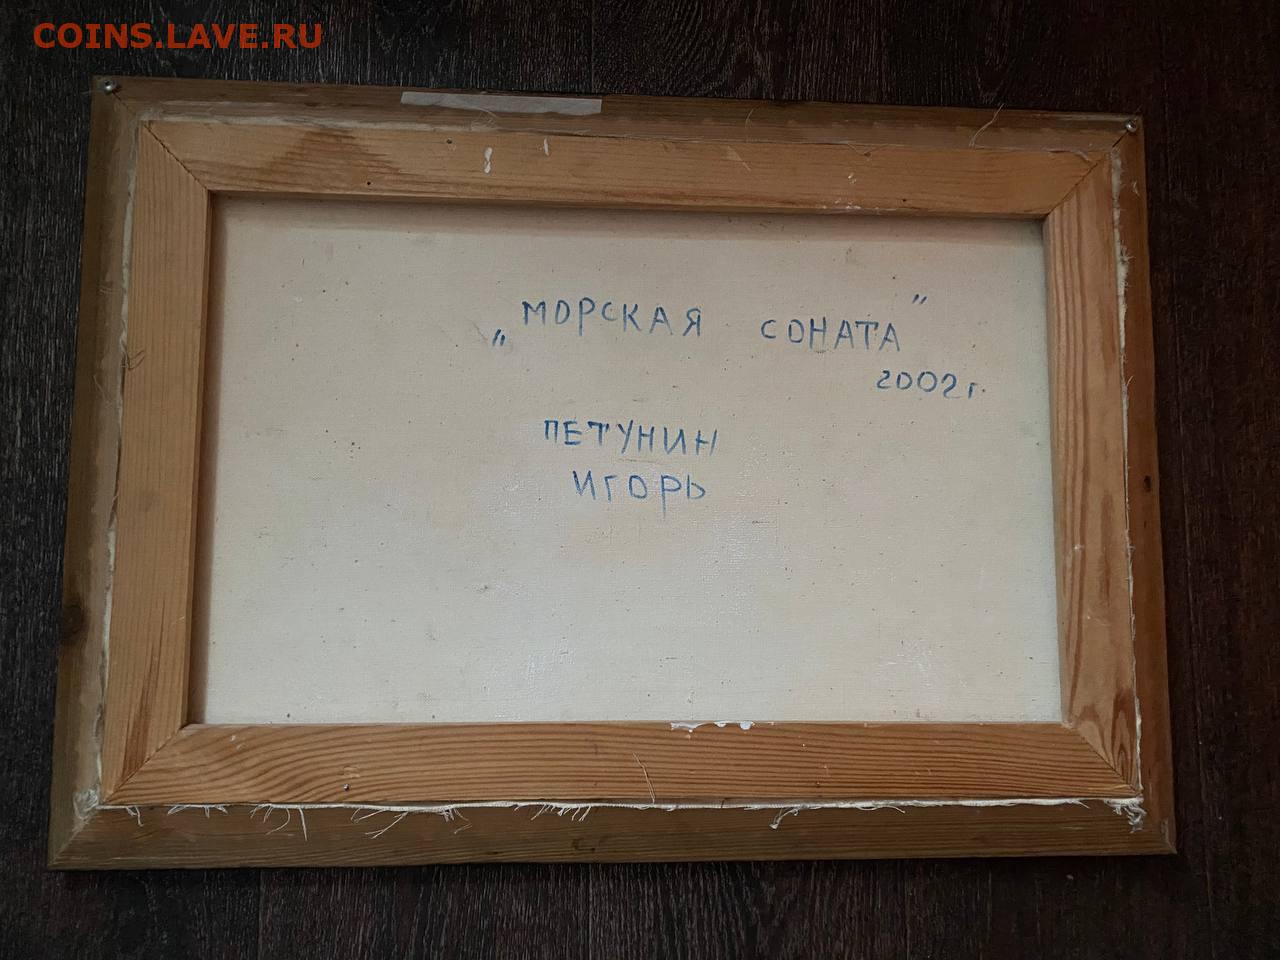 COINS.LAVE.RU
„МОРСКАЯ СОНАТА”
2002г.
ПЕТУНИН
ИГОРЬ